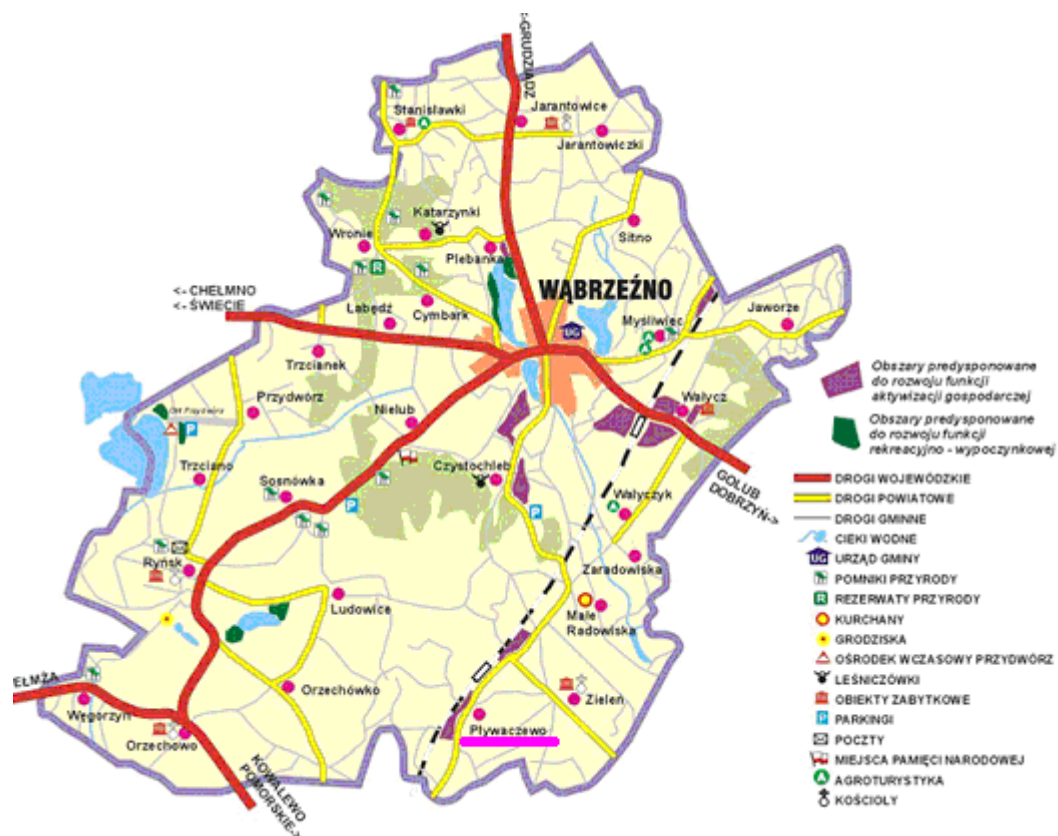 <-GRUDZIĄDZ
Stanisławki
Jarantowice
Jarantowiczki
Katarzynki
Wronie
Plebanka
Sitno
<- CHEŁMNO
<- ŚWIECIE
WĄBRZEŹNO
UG
R
Łabędź
Cymbark
Myśliwiec
Jaworze
Trzcianek
Przydwórz
Nielub
Wałycz
Trzciano
P
Sosnówka
Czystochleb
P
P
Wałyczyk
GOLUB
DOBRZYŃ->
Ryńsk
Zaradowiska
Ludowice
Małe
Radowiska
Orzechówko
Zieleń
EŁMŻA
Węgorzyn
Pływaczewo
Orzechowo
KOWALEWO
POMORSKIE->
Obszary predysponowane
do rozwoju funkcji
aktywizacji gospodarczej
Obszary predysponowane
do rozwoju funkcji
rekreacyjno - wypoczynkowej
DROGI WOJEWÓDZKIE
DROGI POWIATOWE
DROGI GMINNE
CIEKI WODNE
UG URZĄD GMINY
POMNIKI PRZYRODY
R REZERWATY PRZYRODY
KURCHANY
GRODZISKA
OŚRODEK WCZASOWY PRZYDWÓRZ
LEŚNICZÓWKI
OBIEKTY ZABYTKOWE
P PARKINGI
POCZTY
MIEJSCA PAMIĘCI NARODOWEJ
A AGROTURYSTYKA
KOŚCIOŁY